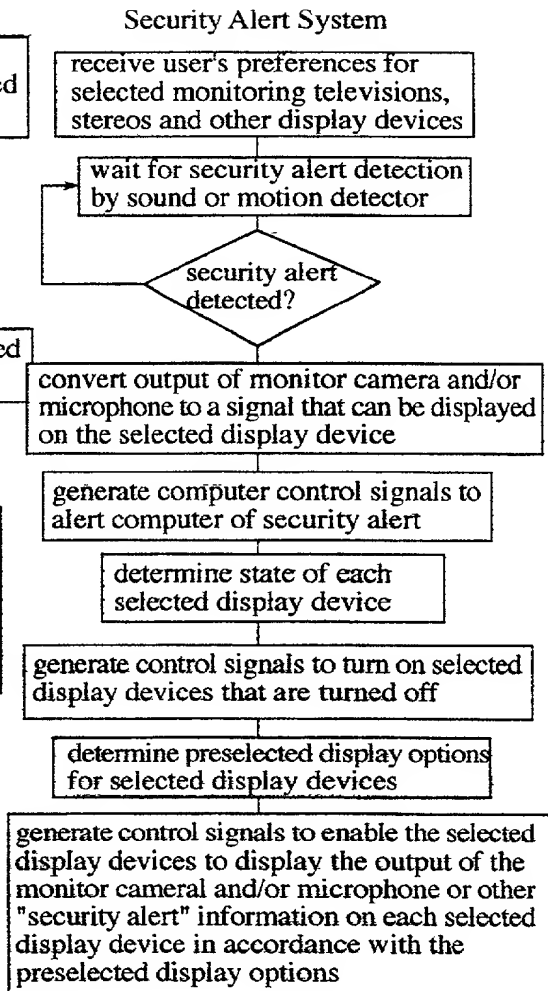 Security Alert System
ed
receive user's preferences for
selected monitoring televisions,
stereos and other display devices
wait for security alert detection
by sound or motion detector
security alert
detected?
ed
convert output of monitor camera and/or
microphone to a signal that can be displayed
on the selected display device
generate computer control signals to
alert computer of security alert
determine state of each
selected display device
generate control signals to turn on selected
display devices that are turned off
determine preselected display options
for selected display devices
generate control signals to enable the selected
display devices to display the output of the
monitor cameral and/or microphone or other
"security alert" information on each selected
display device in accordance with the
preselected display options